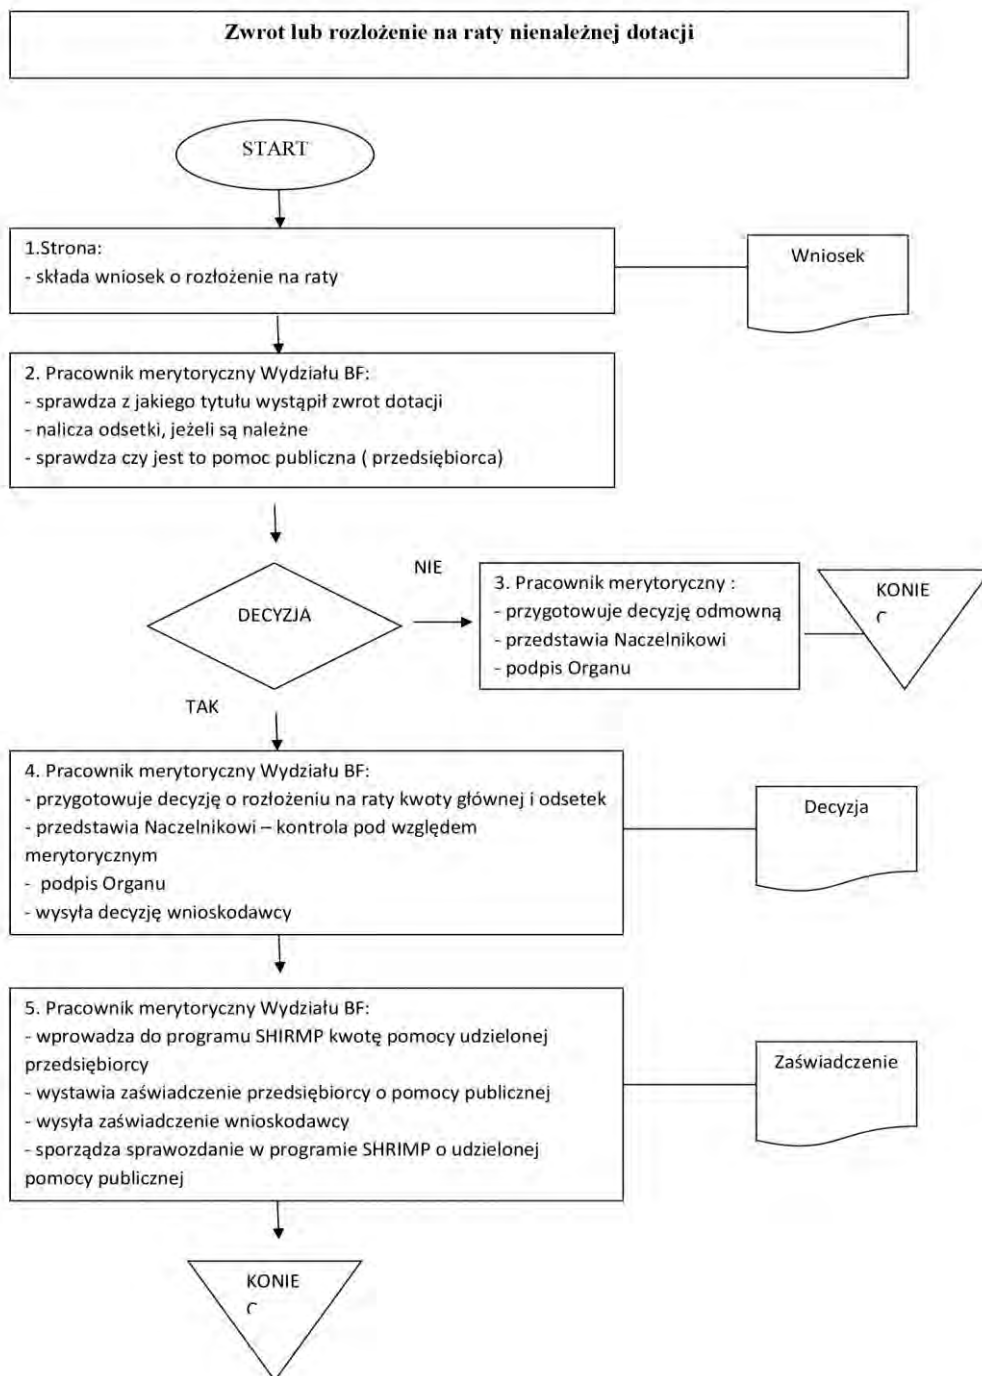 Zwrot lub rozłożenie na raty nienależnej dotacji
START
1.Strona:
- składa wniosek o rozłożenie na raty
Wniosek
2. Pracownik merytoryczny Wydziału BF:
- sprawdza z jakiego tytułu wystąpił zwrot dotacji
- nalicza odsetki, jeżeli są należne
- sprawdza czy jest to pomoc publiczna ( przedsiębiorca)
DECYZJA
NIE
3. Pracownik merytoryczny :
- przygotowuje decyzję odmowną
- przedstawia Naczelnikowi
- podpis Organu
KONIE
TAK
4. Pracownik merytoryczny Wydziału BF:
- przygotowuje decyzję o rozłożeniu na raty kwoty głównej i odsetek
- przedstawia Naczelnikowi – kontrola pod względem
merytorycznym
- podpis Organu
- wysyła decyzję wnioskodawcy
Decyzja
5. Pracownik merytoryczny Wydziału BF:
- wprowadza do programu SHIRMP kwotę pomocy udzielonej
przedsiębiorcy
- wystawia zaświadczenie przedsiębiorcy o pomocy publicznej
- wysyła zaświadczenie wnioskodawcy
- sporządza sprawozdanie w programie SHRIMP o udzielonej
pomocy publicznej
Zaświadczenie
KONIE